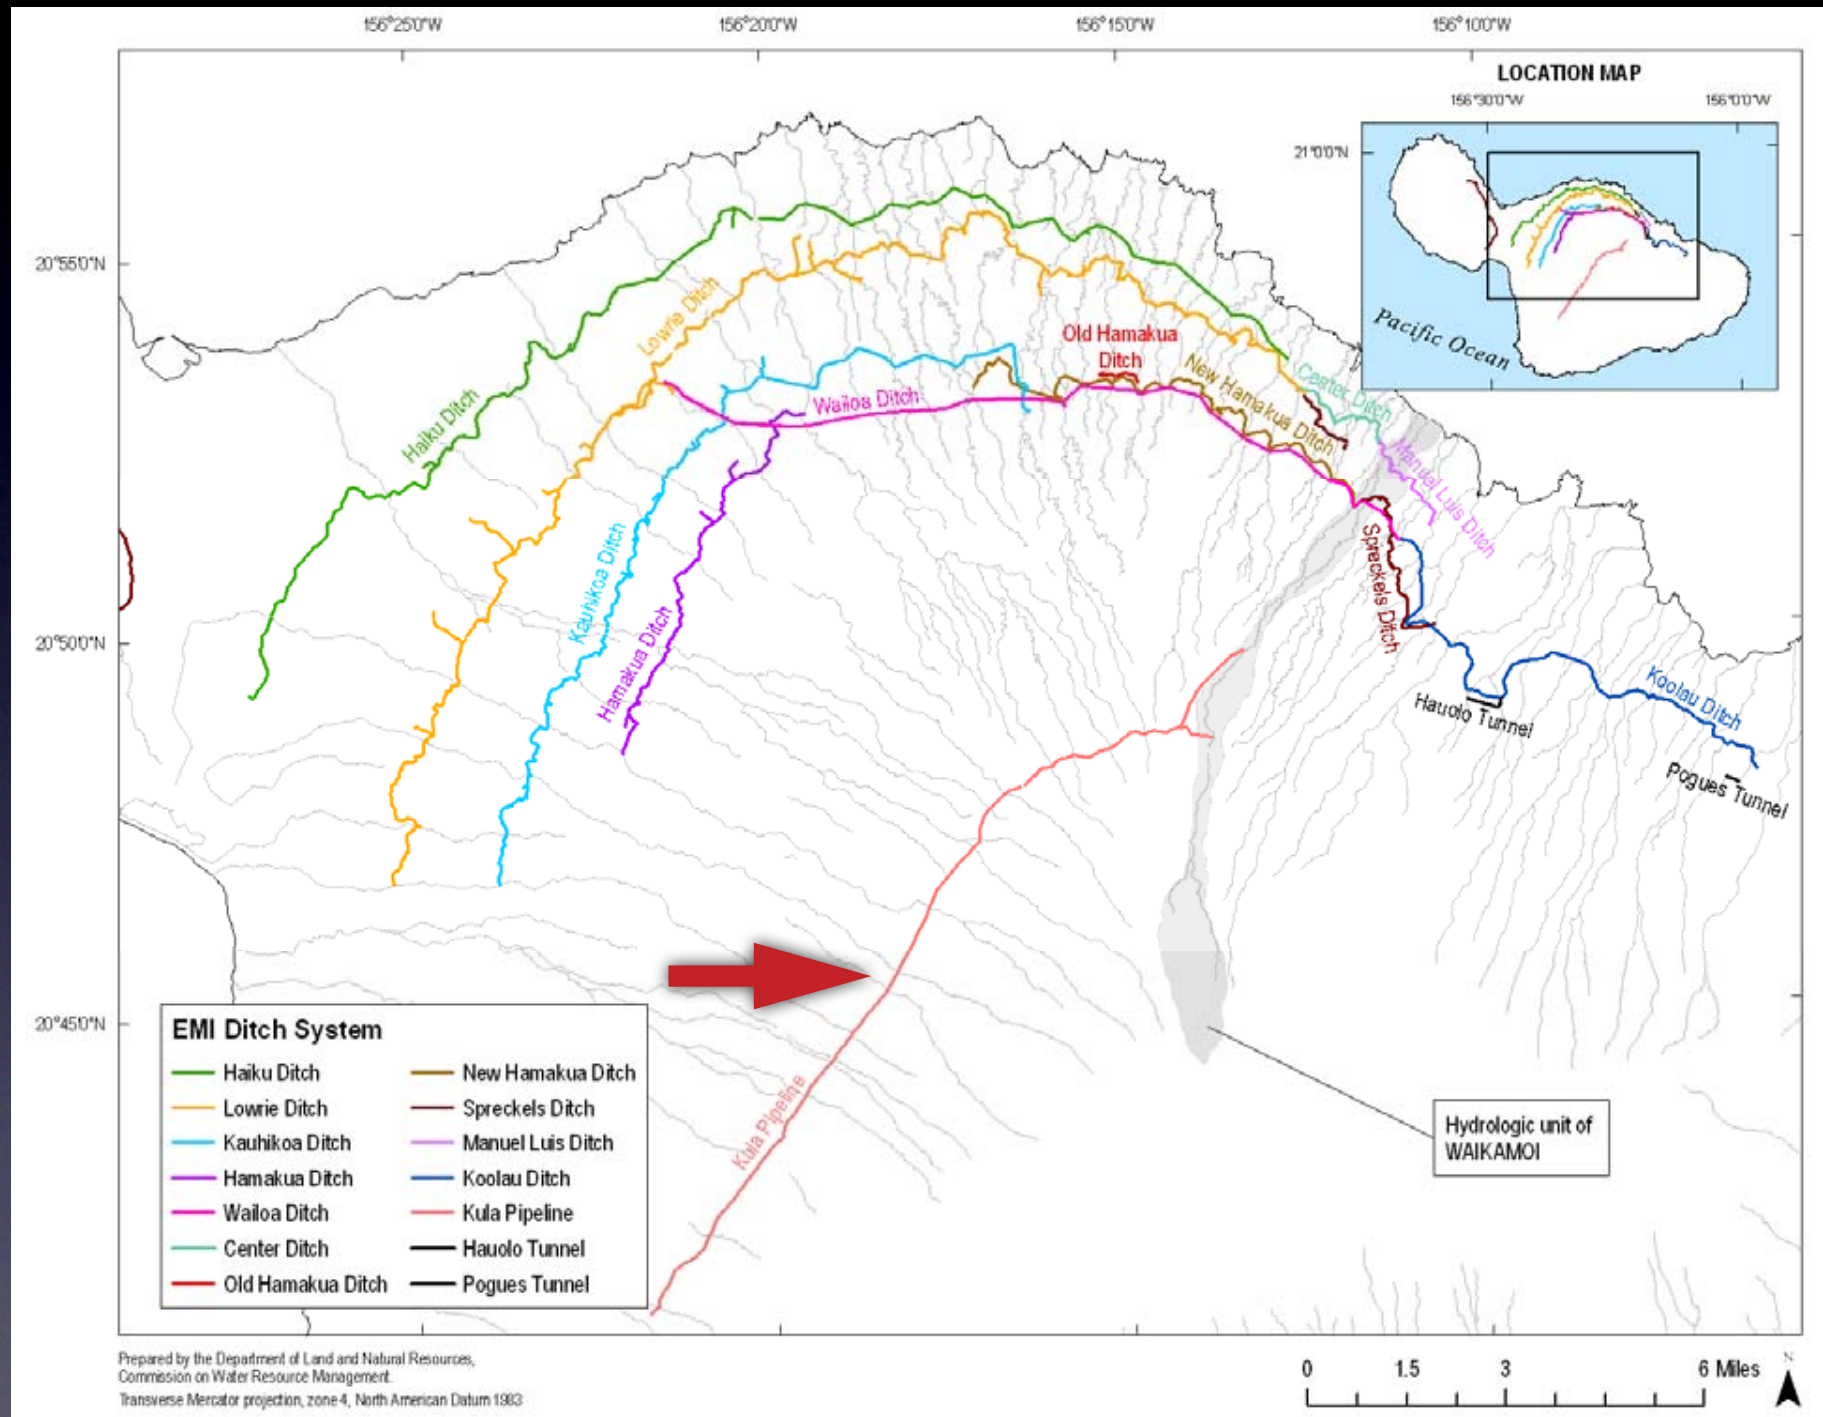 156°25'0"W
156°20'0"W
156°15'0"W
156°10'0"W
LOCATION MAP
156°30'0"W
156°0'0"W
21°0'0"N
Pacific Ocean
20°55'0"N
20°50'0"N
20°45'0"N
Haiku Ditch
Lowrie Ditch
Kauhikoa Ditch
Hamakua Ditch
Wailoa Ditch
Old Hamakua
Ditch
New Hamakua Ditch
Center Ditch
Manuel Luis Ditch
Spreckels Ditch
Koolau Ditch
Hauolo Tunnel
Pogues Tunnel
Kula Pipeline
Hydrologic unit of
WAIKAMOI
EMI Ditch System
Haiku Ditch
Lowrie Ditch
Kauhikoa Ditch
Hamakua Ditch
Wailoa Ditch
Center Ditch
Old Hamakua Ditch
New Hamakua Ditch
Spreckels Ditch
Manuel Luis Ditch
Koolau Ditch
Kula Pipeline
Hauolo Tunnel
Pogues Tunnel
Prepared by the Department of Land and Natural Resources,
Commission on Water Resource Management.
Transverse Mercator projection, zone 4, North American Datum 1983
0 1.5 3 6 Miles
N